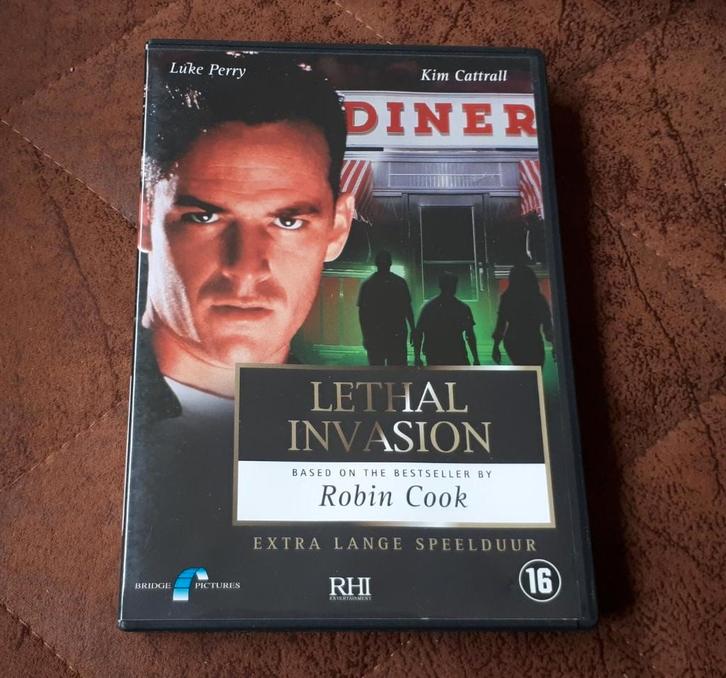 Luke Perry
Kim Cattrall
DINER
LETHAL
INVASION
BASED ON THE BESTSELLER BY
Robin Cook
EXTRA LANGE SPEELDUUR
BRIDGE PICTURES
RHI
ENTERTAINMENT
16